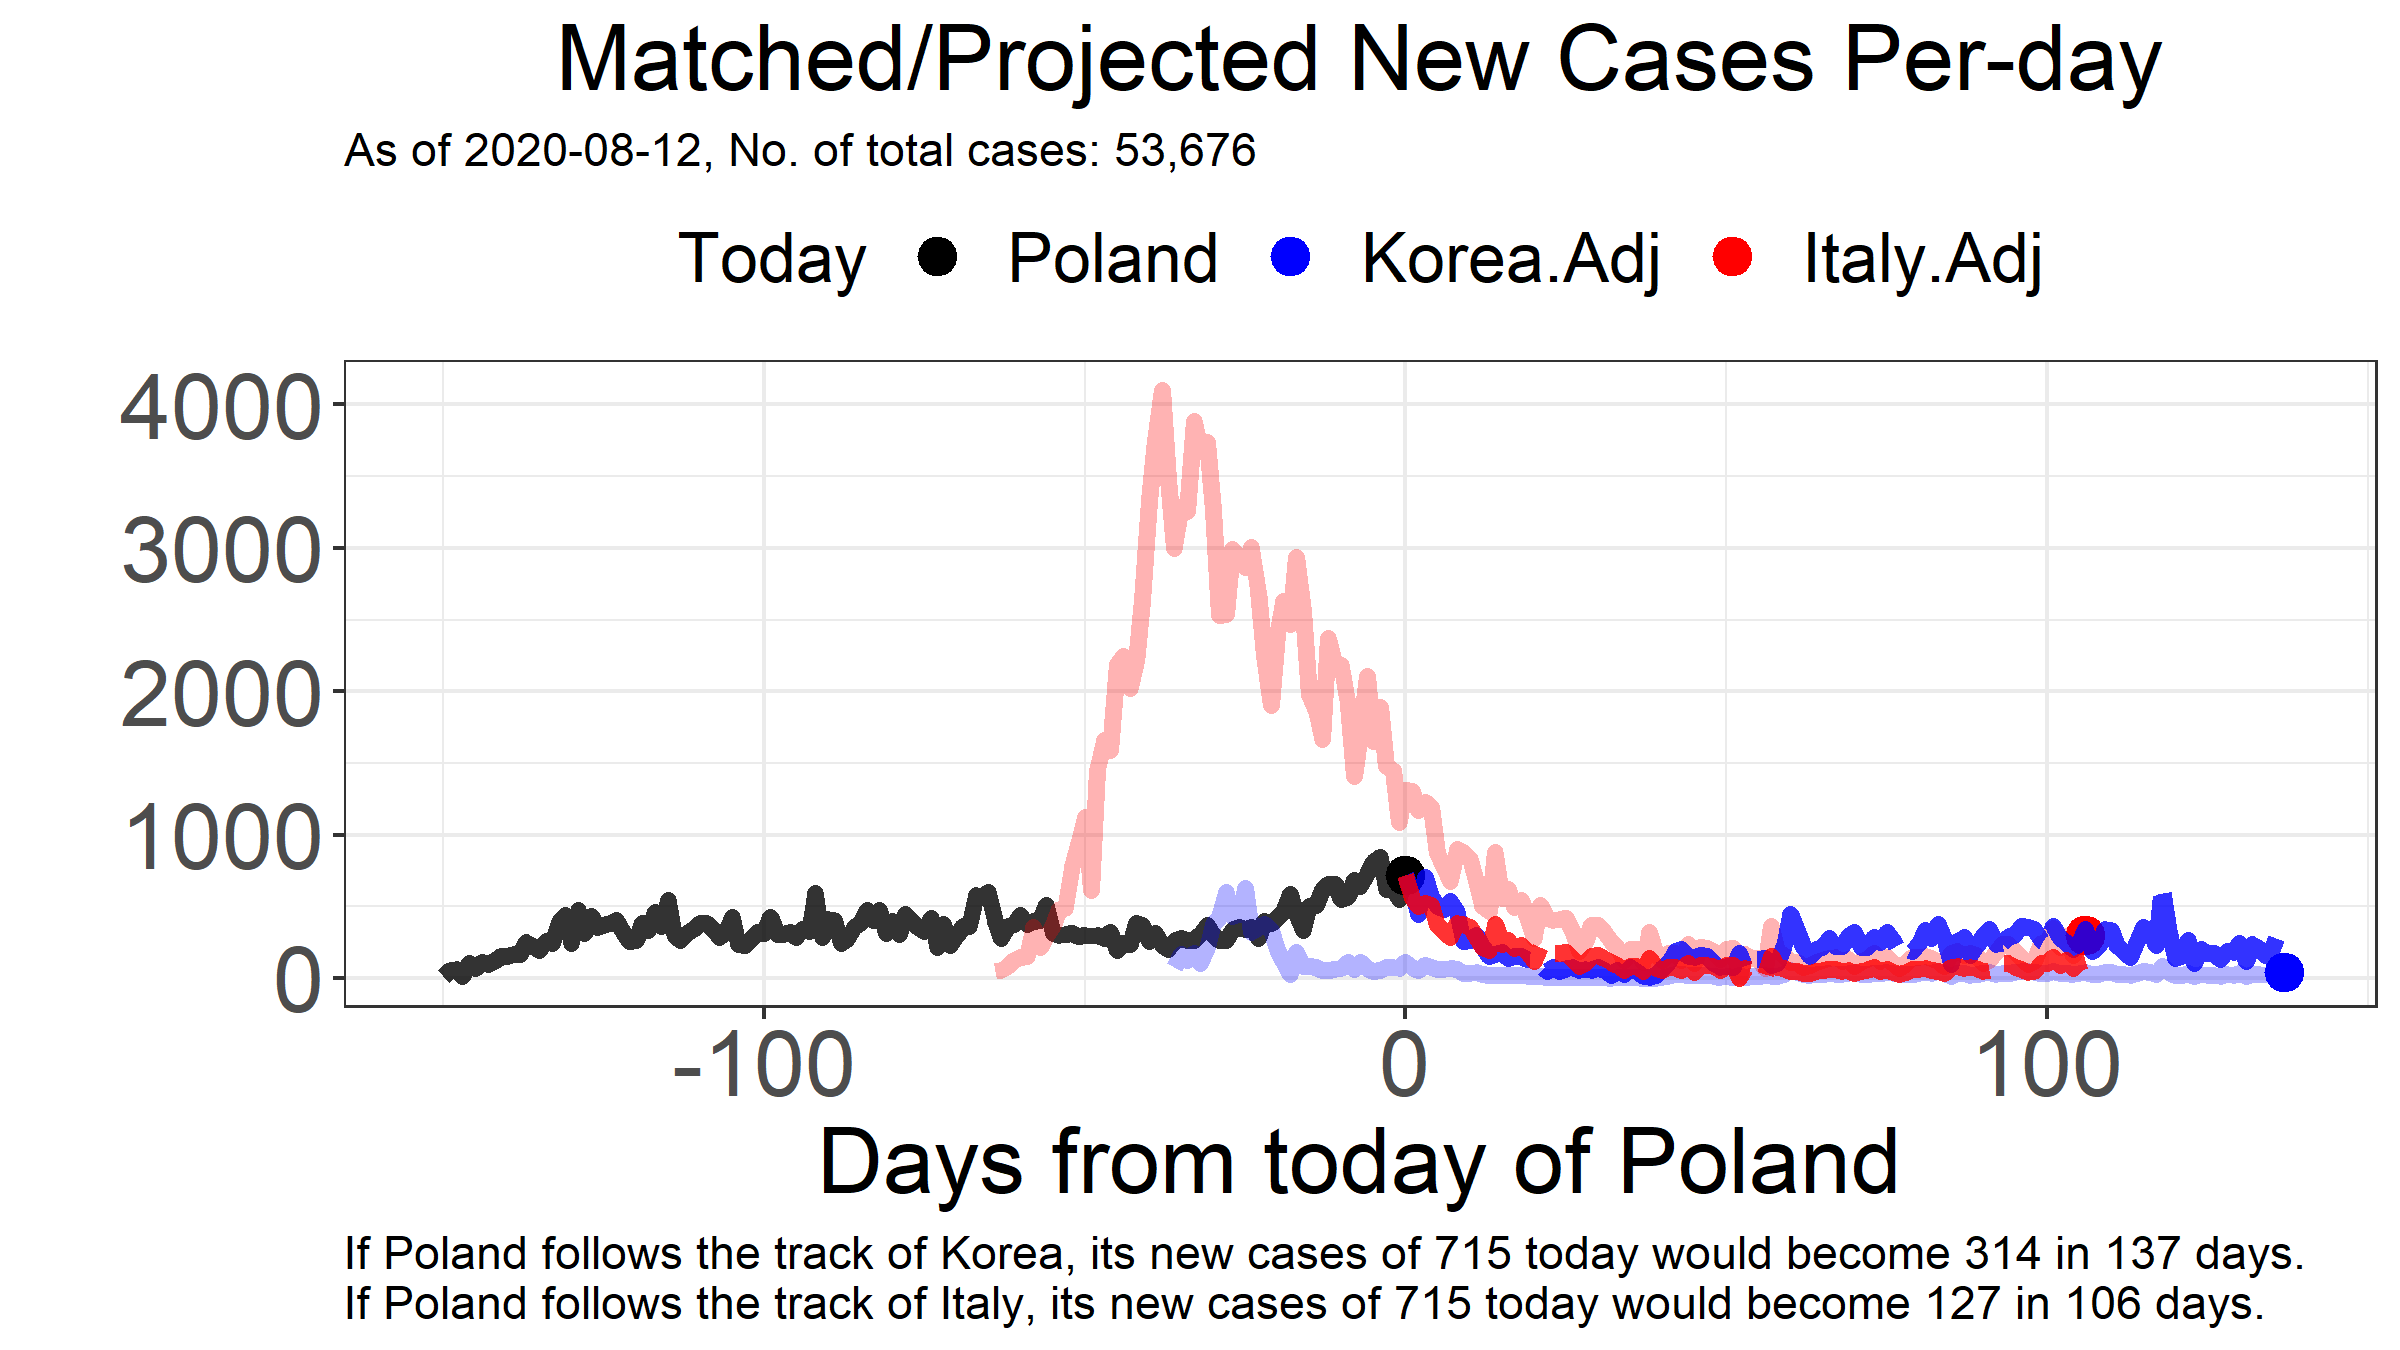 Matched/Projected New Cases Per-day
As of 2020-08-12, No. of total cases: 53,676
Today Poland Korea.Adj Italy.Adj
4000
3000
2000
1000
0
-100 0 100
Days from today of Poland
If Poland follows the track of Korea, its new cases of 715 today would become 314 in 137 days.
If Poland follows the track of Italy, its new cases of 715 today would become 127 in 106 days.